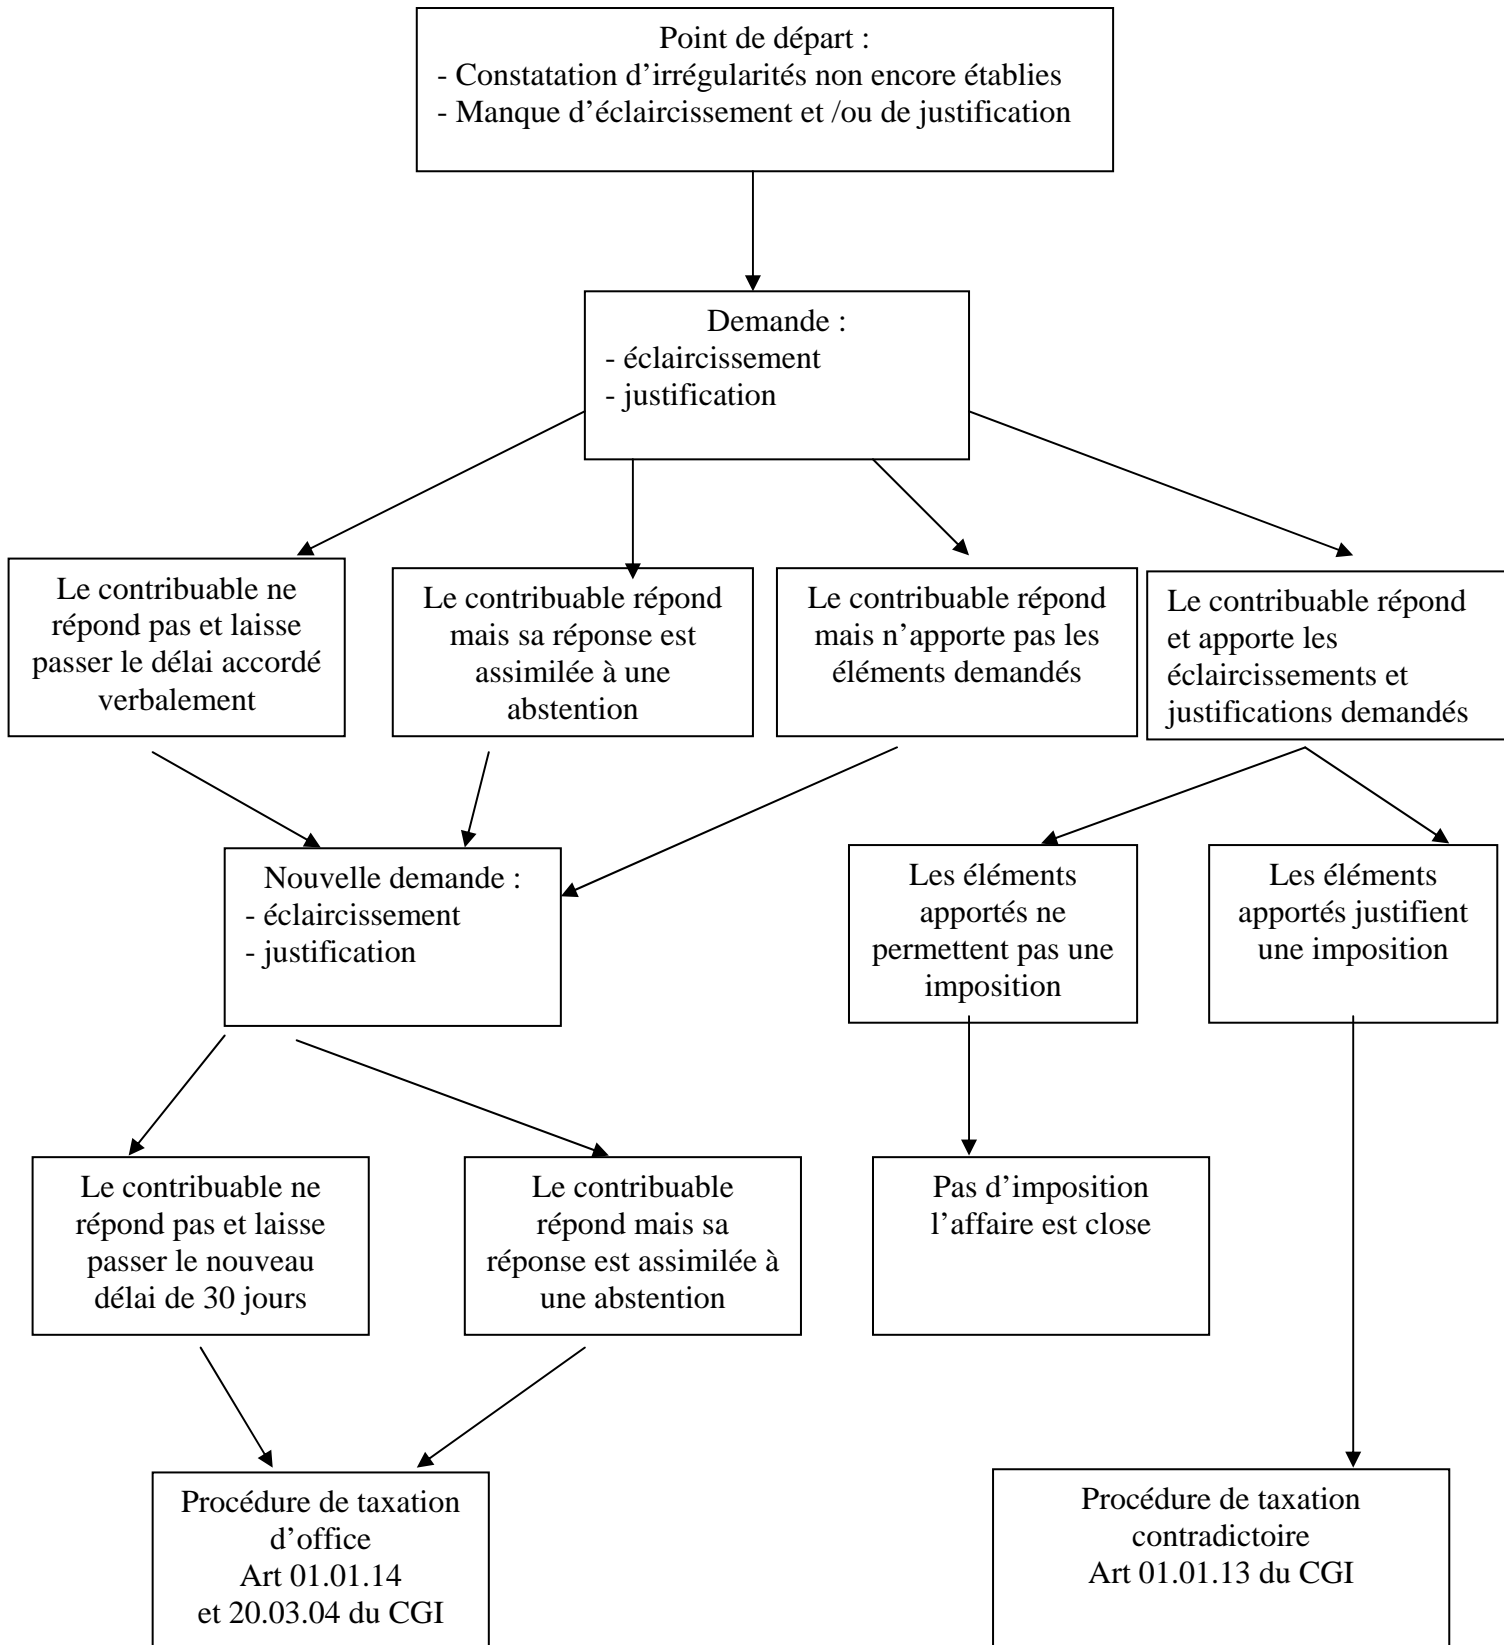 Point de départ :
- Constatation d’irrégularités non encore établies
- Manque d’éclaircissement et /ou de justification
Demande :
- éclaircissement
- justification
Le contribuable ne
répond pas et laisse
passer le délai accordé
verbalement
Le contribuable répond
mais sa réponse est
assimilée à une
abstention
Le contribuable répond
mais n’apporte pas les
éléments demandés
Le contribuable répond
et apporte les
éclaircissements et
justifications demandés
Nouvelle demande :
- éclaircissement
- justification
Les éléments
apportés ne
permettent pas une
imposition
Les éléments
apportés justifient
une imposition
Le contribuable ne
répond pas et laisse
passer le nouveau
délai de 30 jours
Le contribuable
répond mais sa
réponse est assimilée à
une abstention
Pas d’imposition
l’affaire est close
Procédure de taxation
d’office
Art 01.01.14
et 20.03.04 du CGI
Procédure de taxation
contradictoire
Art 01.01.13 du CGI